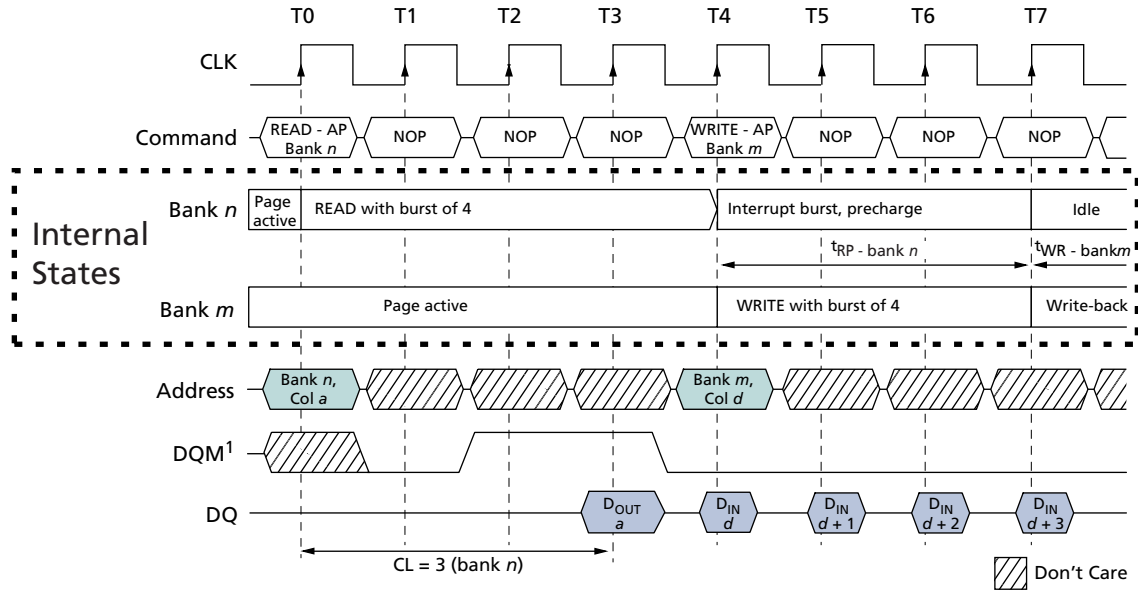 T0 T1 T2 T3 T4 T5 T6 T7
CLK
Command
READ - AP
Bank n
NOP
NOP
NOP
WRITE - AP
Bank m
NOP
NOP
NOP
Internal
States
Bank n
Page
active
READ with burst of 4
Interrupt burst, precharge
Idle
tRP - bank n
tWR - bankm
Bank m
Page active
WRITE with burst of 4
Write-back
Address
Bank n,
Col a
Bank m,
Col d
DQM1
DQ
DOUT
a
DIN
d
DIN
d + 1
DIN
d + 2
DIN
d + 3
CL = 3 (bank n)
Don't Care